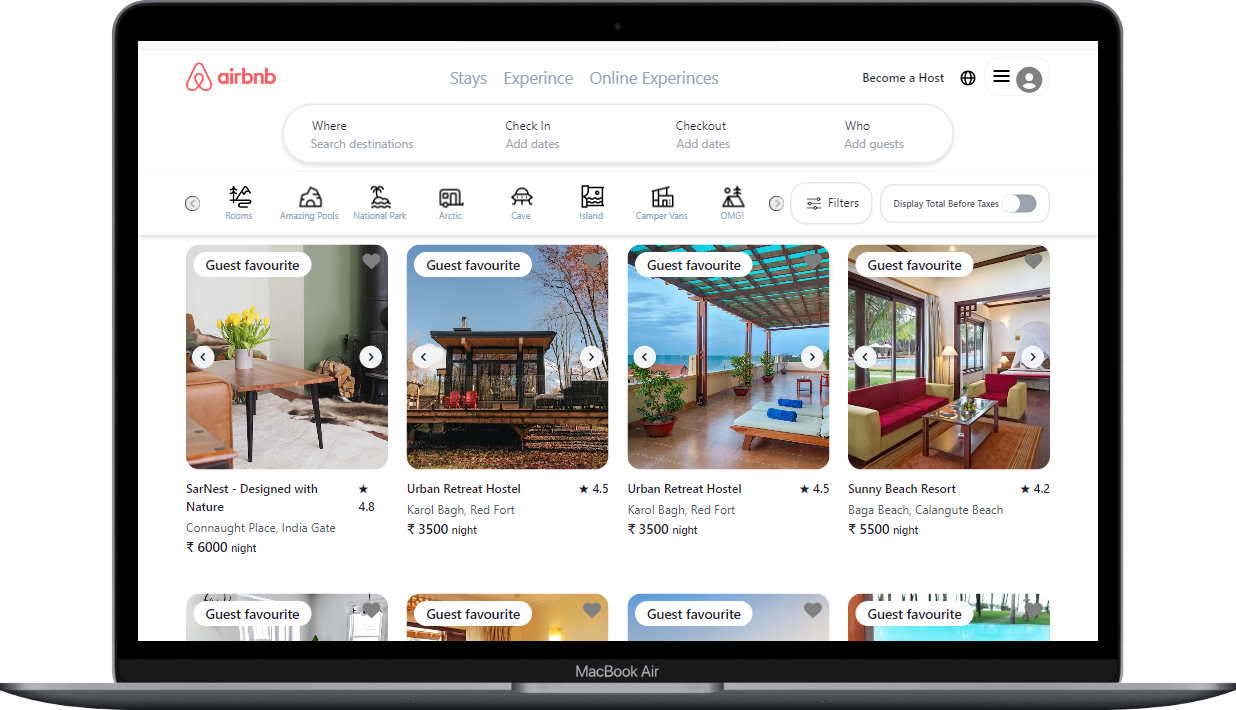 airbnb
Stays Experince Online Experinces
Become a Host
Where Check In Checkout Who
Search destinations Add dates Add dates Add guests
Rooms Amazing Pools National Park Arctic Cave Island Camper Vans OMG!
Filters
Display Total Before Taxes
Guest favourite Guest favourite Guest favourite Guest favourite
SarNest - Designed with
Nature
★
4.8
Connaught Place, India Gate
₹ 6000 night
Urban Retreat Hostel ★ 4.5
Karol Bagh, Red Fort
₹ 3500 night
Urban Retreat Hostel ★ 4.5
Karol Bagh, Red Fort
₹ 3500 night
Sunny Beach Resort ★ 4.2
Baga Beach, Calangute Beach
₹ 5500 night
Guest favourite Guest favourite Guest favourite Guest favourite
MacBook Air